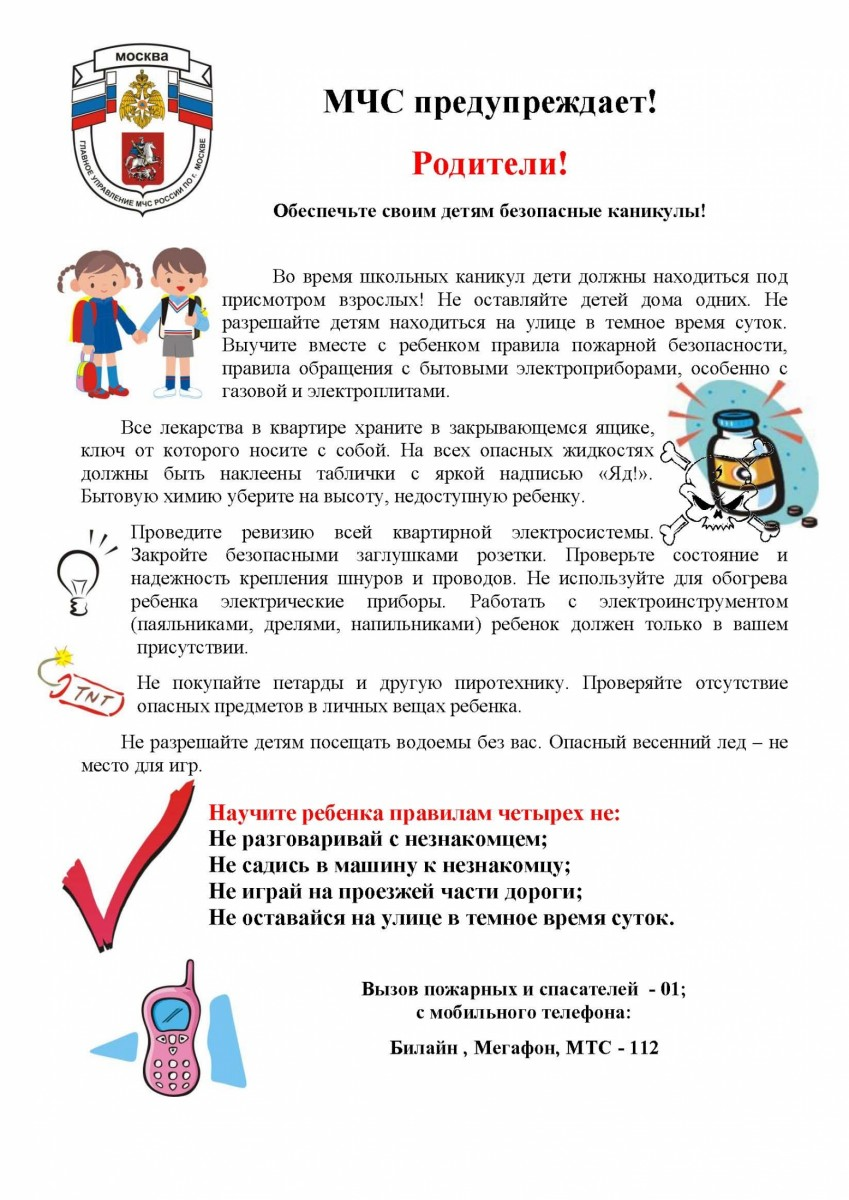 МОСКВА
ГЛАВНОЕ УПРАВЛЕНИЕ МЧС РОССИИ ПО г. МОСКВЕ
МЧС предупреждает!
Родители!
Обеспечьте своим детям безопасные каникулы!
Во время школьных каникул дети должны находиться под
присмотром взрослых! Не оставляйте детей дома одних. Не
разрешайте детям находиться на улице в темное время суток.
Выучите вместе с ребенком правила пожарной безопасности,
правила обращения с бытовыми электроприборами, особенно с
газовой и электроплитами.
Все лекарства в квартире храните в закрывающемся ящике,
ключ от которого носите с собой. На всех опасных жидкостях
должны быть наклеены таблички с яркой надписью «Яд!».
Бытовую химию уберите на высоту, недоступную ребенку.
Проведите ревизию всей квартирной электросистемы.
Закройте безопасными заглушками розетки. Проверьте состояние и
надежность крепления шнуров и проводов. Не используйте для обогрева
ребенка электрические приборы. Работать с электроинструментом
(паяльниками, дрелями, напильниками) ребенок должен только в вашем
присутствии.
TNT
Не покупайте петарды и другую пиротехнику. Проверяйте отсутствие
опасных предметов в личных вещах ребенка.
Не разрешайте детям посещать водоемы без вас. Опасный весенний лед – не
место для игр.
Научите ребенка правилам четырех не:
Не разговаривай с незнакомцем;
Не садись в машину к незнакомцу;
Не играй на проезжей части дороги;
Не оставайся на улице в темное время суток.
Вызов пожарных и спасателей - 01;
с мобильного телефона:
Билайн , Мегафон, МТС - 112